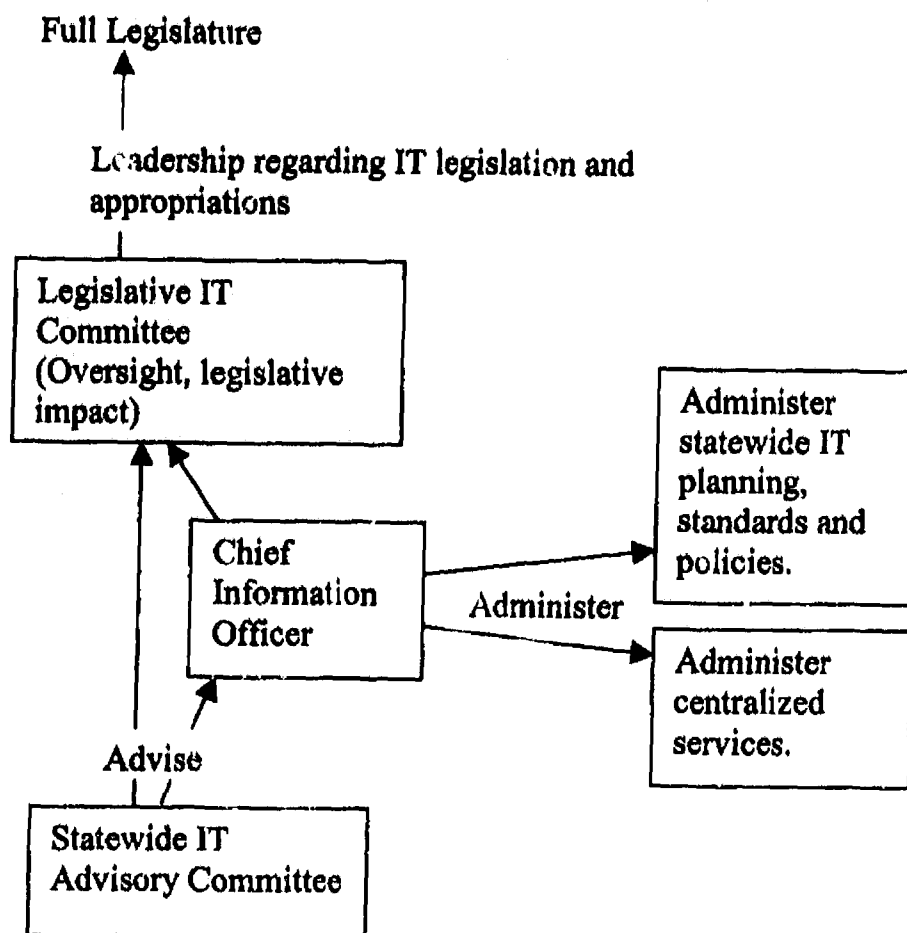 Full Legislature
Leadership regarding IT legislation and
appropriations
Legislative IT
Committee
(Oversight, legislative
impact)
Chief
Information
Officer
Administer
Administer
statewide IT
planning,
standards and
policies.
Administer
centralized
services.
Advise
Statewide IT
Advisory Committee